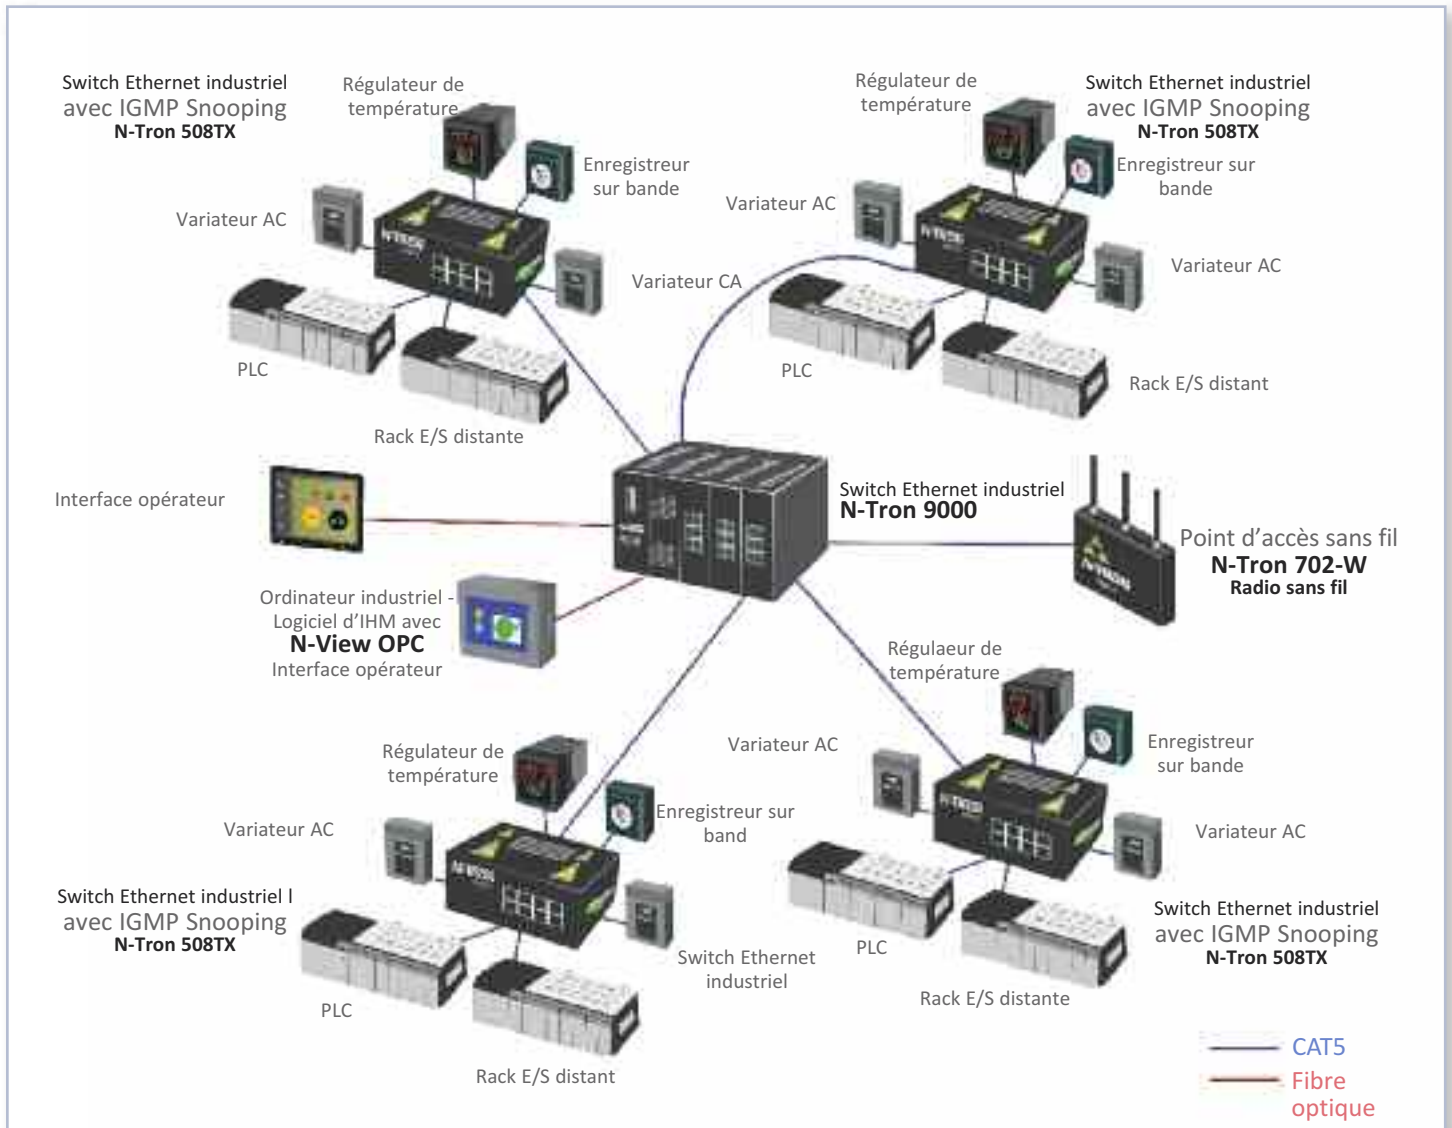 Switch Ethernet industriel
avec IGMP Snooping
N-Tron 508TX
Régulateur de
température
Enregistreur
sur bande
Variateur AC
Variateur CA
PLC
Rack E/S distante
Régulateur de
température
Switch Ethernet industriel
avec IGMP Snooping
N-Tron 508TX
Enregistreur sur
bande
Variateur AC
Variateur AC
PLC
Rack E/S distant
Interface opérateur
Switch Ethernet industriel
N-Tron 9000
Point d’accès sans fil
N-Tron 702-W
Radio sans fil
Ordinateur industriel -
Logiciel d’IHM avec
N-View OPC
Interface opérateur
Régulateur de
température
Enregistreur sur
band
Variateur AC
Switch Ethernet industriel l
avec IGMP Snooping
N-Tron 508TX
Switch Ethernet
industriel
PLC
Rack E/S distant
Régulaeur de
température
Variateur AC
Enregistreur
sur bande
Variateur AC
PLC
Switch Ethernet industriel
avec IGMP Snooping
N-Tron 508TX
Rack E/S distante
CAT5
Fibre
optique
N-TRON
N-TRON
N-TRON
N-TRON
N-TRON